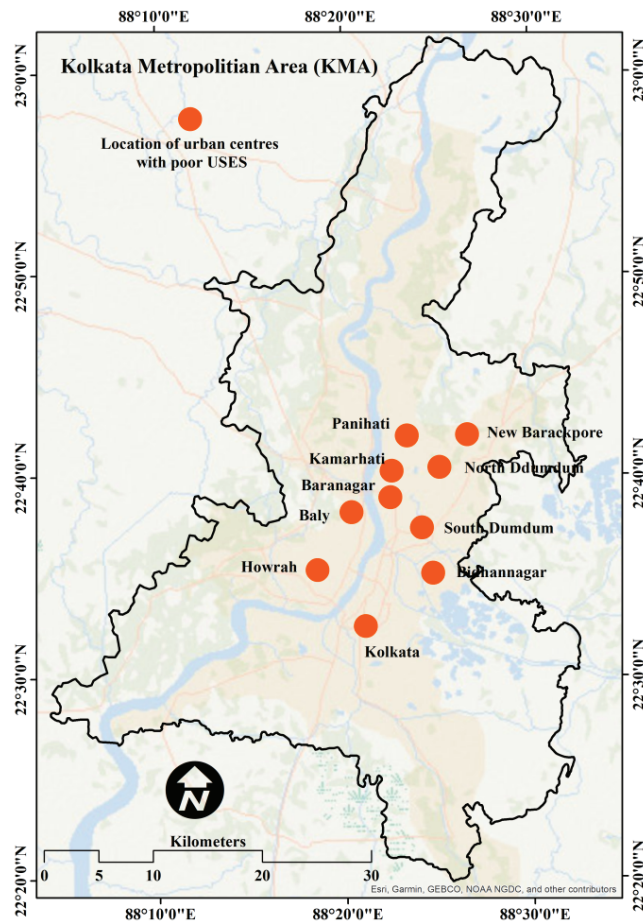 88°10'0"N
88°20'0"N
88°30'0"N
Kolkata Metropolitian Area (KMA)
23°0'0"N
23°0'0"N
Location of urban centres
with poor USES
22°50'0"N
22°50'0"N
Panihati
New Barackpore
Kamarhati
North Ddumdum
22°40'0"N
22°40'0"N
Baranagar
Baly
South Dumdum
Howrah
Bidhannagar
Kolkata
22°30'0"N
22°30'0"N
N
Kilometers
0 5 10 20 30
22°20'0"N
22°20'0"N
Esri, Garmin, GEBCO, NOAA NGDC, and other contributors
88°10'0"N
88°20'0"N
88°30'0"N